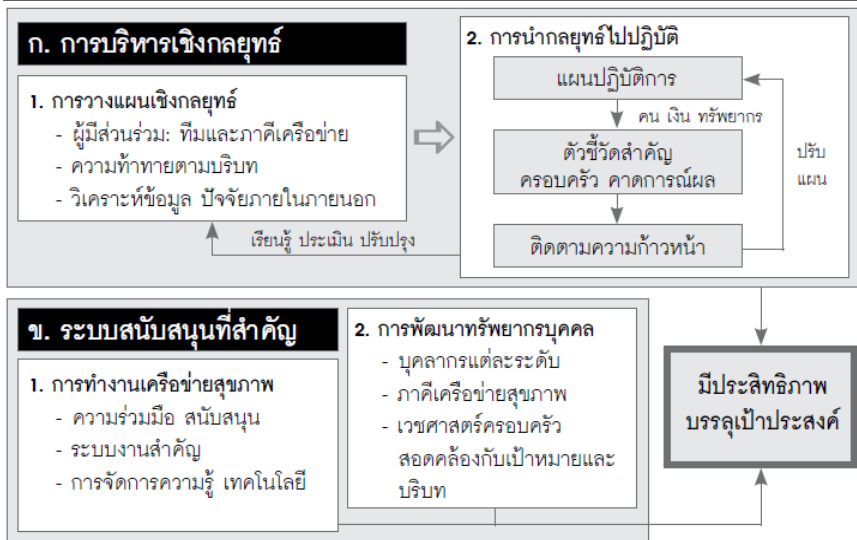 ก. การบริหารเชิงกลยุทธ์
1. การวางแผนเชิงกลยุทธ์
- ผู้มีส่วนร่วม: ทีมและภาคีเครือข่าย
- ความท้าทายตามบริบท
- วิเคราะห์ข้อมูล ปัจจัยภายในภายนอก
2. การนำกลยุทธ์ไปปฏิบัติ
แผนปฏิบัติการ
คน เงิน ทรัพยากร
ตัวชี้วัดสำคัญ
ครอบครัว คาดการณ์ผล
ปรับ
แผน
ติดตามความก้าวหน้า
เรียนรู้ ประเมิน ปรับปรุง
ข. ระบบสนับสนุนที่สำคัญ
1. การทำงานเครือข่ายสุขภาพ
- ความร่วมมือ สนับสนุน
- ระบบงานสำคัญ
- การจัดการความรู้ เทคโนโลยี
2. การพัฒนาทรัพยากรบุคคล
- บุคลากรแต่ละระดับ
- ภาคีเครือข่ายสุขภาพ
- เวชศาสตร์ครอบครัว
สอดคล้องกับเป้าหมายและ
บริบท
มีประสิทธิภาพ
บรรลุเป้าประสงค์